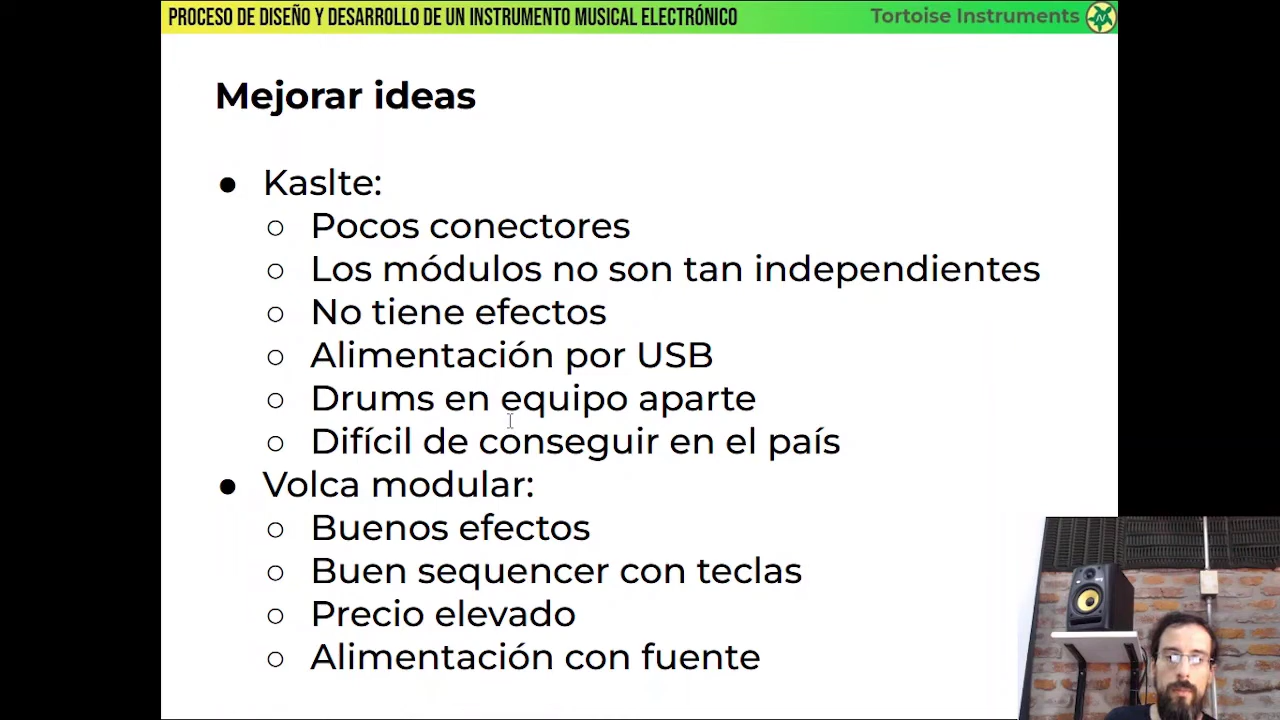 PROCESO DE DISEÑO Y DESARROLLO DE UN INSTRUMENTO MUSICAL ELECTRÓNICO
Tortoise Instruments
Mejorar ideas
● Kaslte:
○ Pocos conectores
○ Los módulos no son tan independientes
○ No tiene efectos
○ Alimentación por USB
○ Drums en equipo aparte
○ Difícil de conseguir en el país
● Volca modular:
○ Buenos efectos
○ Buen sequencer con teclas
○ Precio elevado
○ Alimentación con fuente